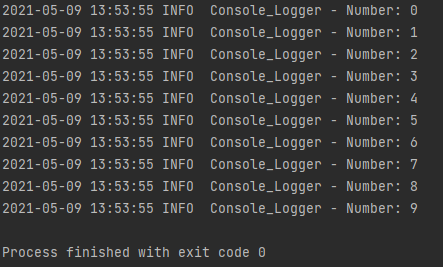 2021-05-09 13:53:55 INFO  Console_Logger - Number: 0
2021-05-09 13:53:55 INFO  Console_Logger - Number: 1
2021-05-09 13:53:55 INFO  Console_Logger - Number: 2
2021-05-09 13:53:55 INFO  Console_Logger - Number: 3
2021-05-09 13:53:55 INFO  Console_Logger - Number: 4
2021-05-09 13:53:55 INFO  Console_Logger - Number: 5
2021-05-09 13:53:55 INFO  Console_Logger - Number: 6
2021-05-09 13:53:55 INFO  Console_Logger - Number: 7
2021-05-09 13:53:55 INFO  Console_Logger - Number: 8
2021-05-09 13:53:55 INFO  Console_Logger - Number: 9
Process finished with exit code 0